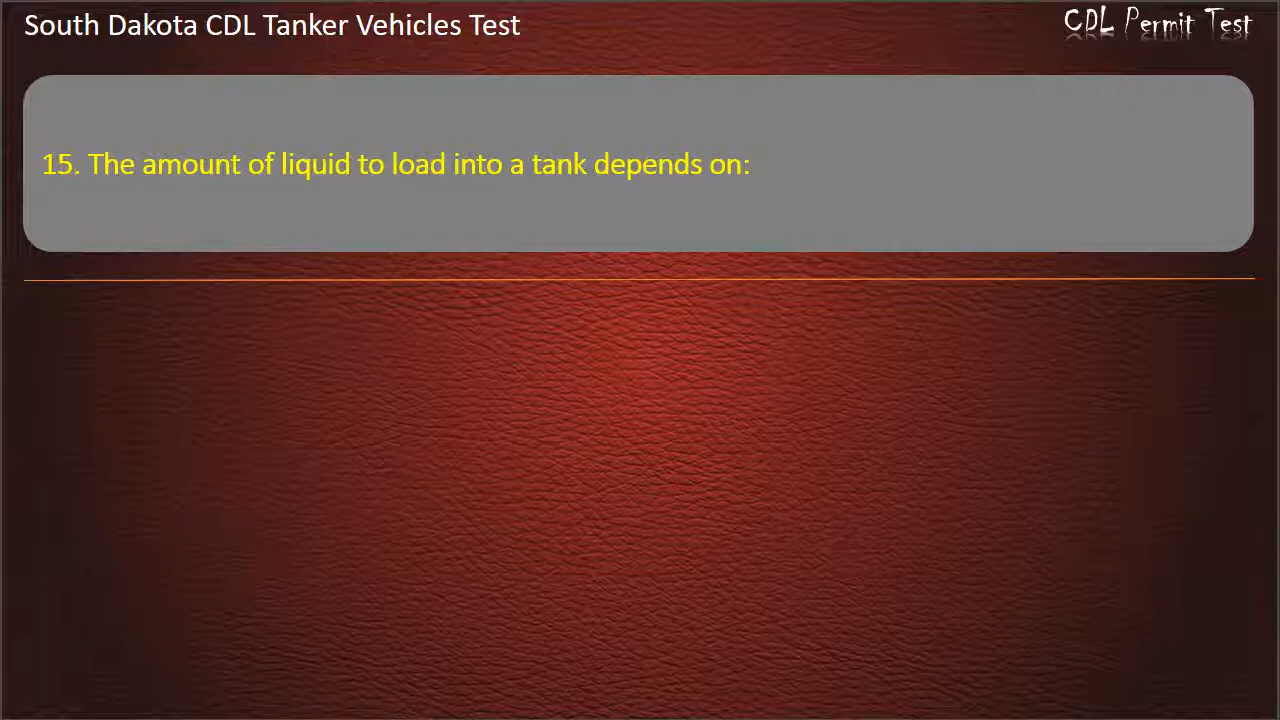 South Dakota CDL Tanker Vehicles Test
CDL Permit Test
15. The amount of liquid to load into a tank depends on: